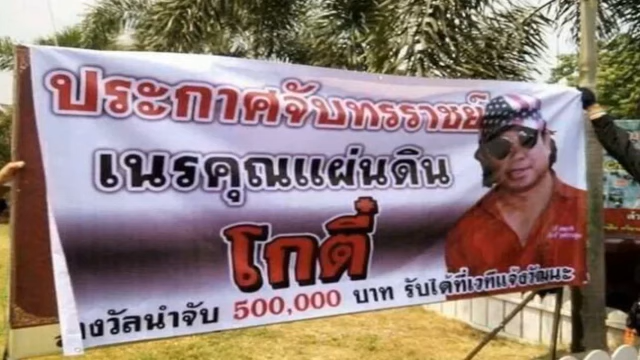 ประกาศจับทรราชย์
เนรคุณแผ่นดิน
โกตี๋
รางวัลนำจับ 500,000 บาท รับได้ที่เวทีแจ้งวัฒนะ